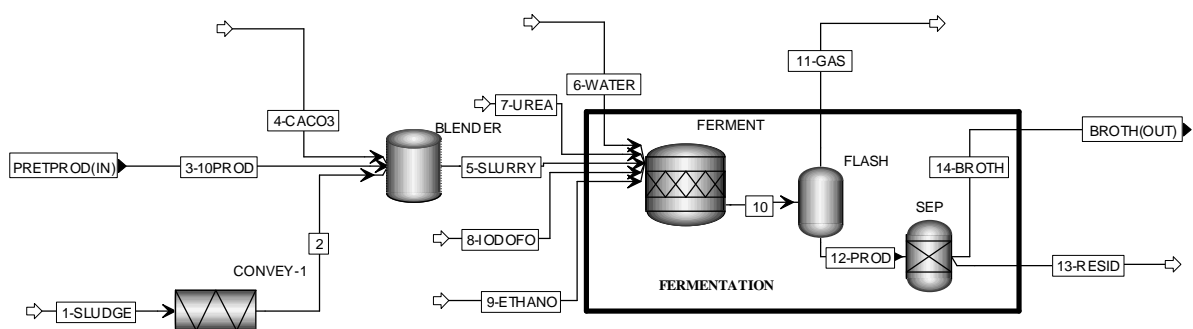 11-GAS
6-WATER
7-UREA
4-CACO3
BLENDER
FERMENT
BROTH(OUT)
FLASH
PRETPROD(IN)
3-10PROD
5-SLURRY
14-BROTH
10
SEP
2
8-IODOFO
12-PROD
13-RESID
CONVEY-1
9-ETHANO
FERMENTATION
1-SLUDGE